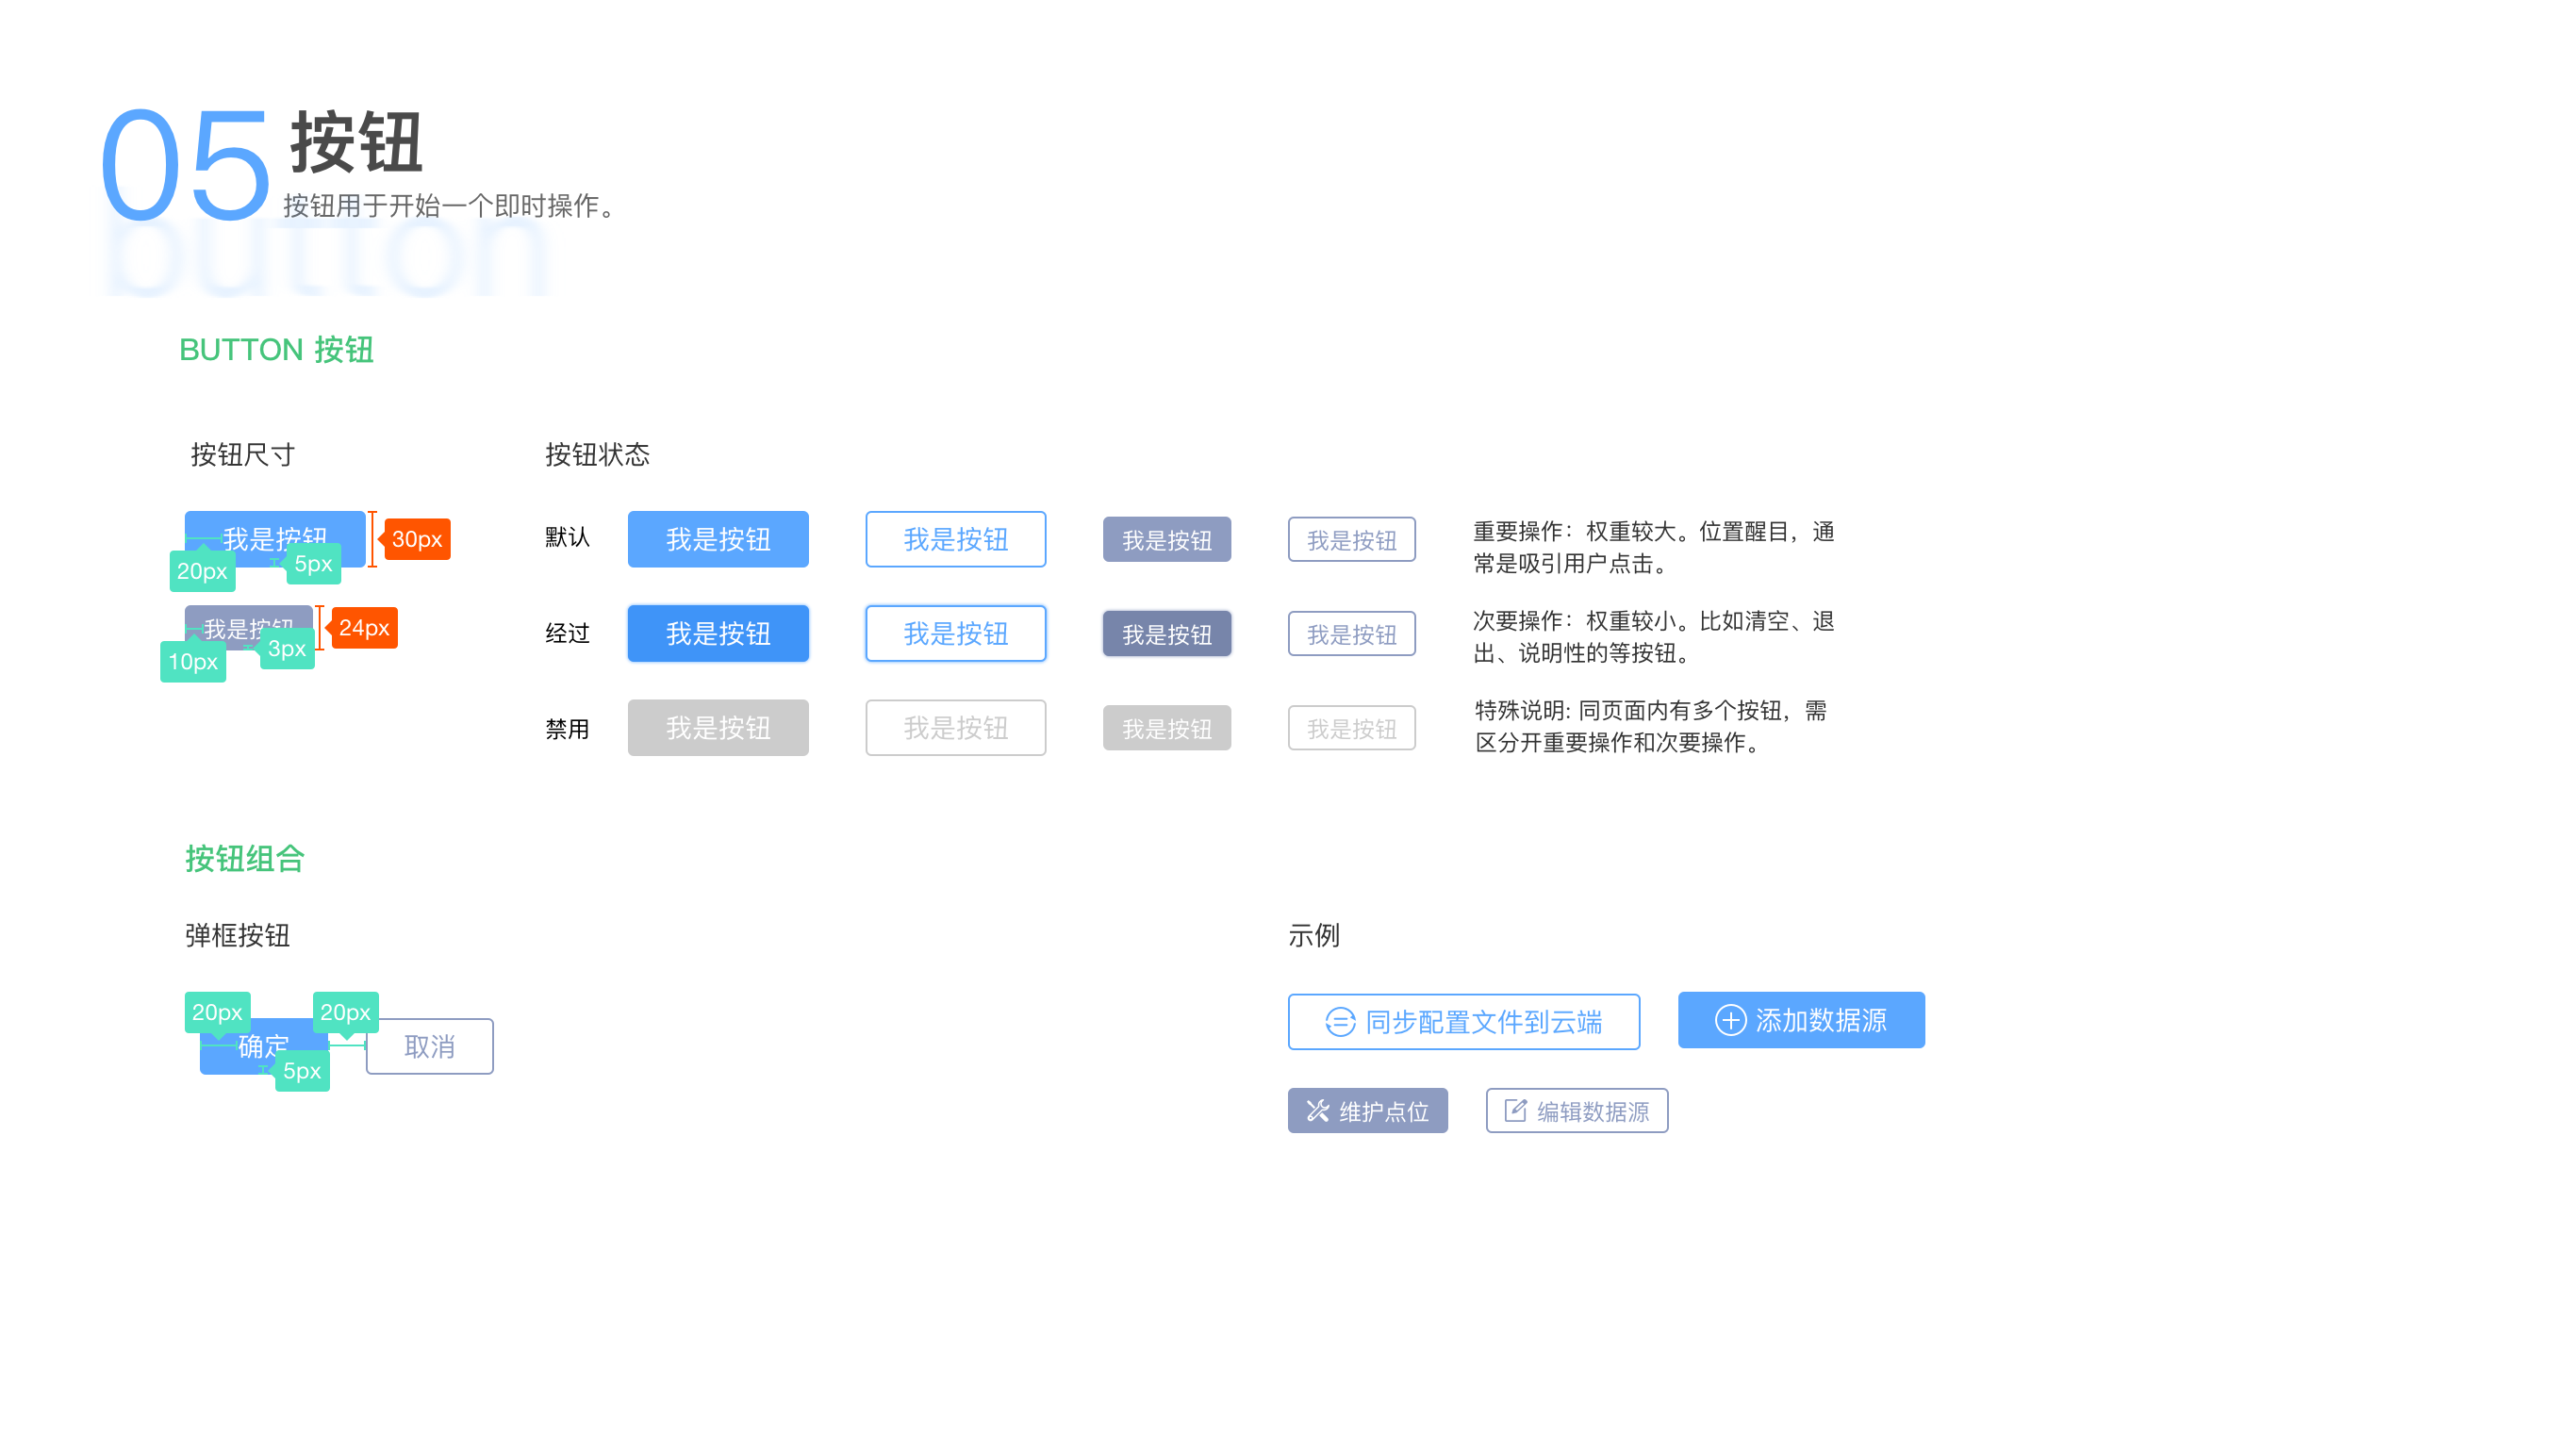 05 按钮
按钮用于开始一个即时操作。
button
BUTTON 按钮
按钮尺寸
按钮状态
我是按钮
30px
20px
5px
我是按钮
24px
10px
3px
默认
我是按钮
我是按钮
我是按钮
我是按钮
经过
我是按钮
我是按钮
我是按钮
我是按钮
禁用
我是按钮
我是按钮
我是按钮
我是按钮
重要操作：权重较大。位置醒目，通
常是吸引用户点击。
次要操作：权重较小。比如清空、退
出、说明性的等按钮。
特殊说明: 同页面内有多个按钮，需
区分开重要操作和次要操作。
按钮组合
弹框按钮
20px
20px
确定
取消
5px
示例
同步配置文件到云端
添加数据源
维护点位
编辑数据源